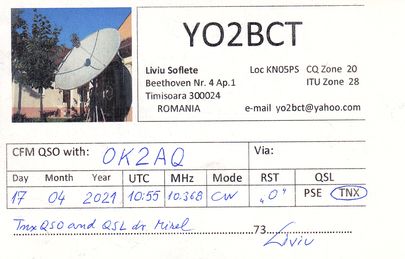 YO2BCT
Liviu Soflete Loc KN05PS CQ Zone 20
Beethoven Nr. 4 Ap.1 ITU Zone 28
Timisoara 300024
ROMANIA e-mail yo2bct@yahoo.com
CFM QSO with: OK2AQ Via:
Day Month Year UTC MHz Mode RST QSL
17 04 2021 10:55 10.368 CW "O" PSE TNX
Tnx QSO and QSL dr Mirel 73 Liviu